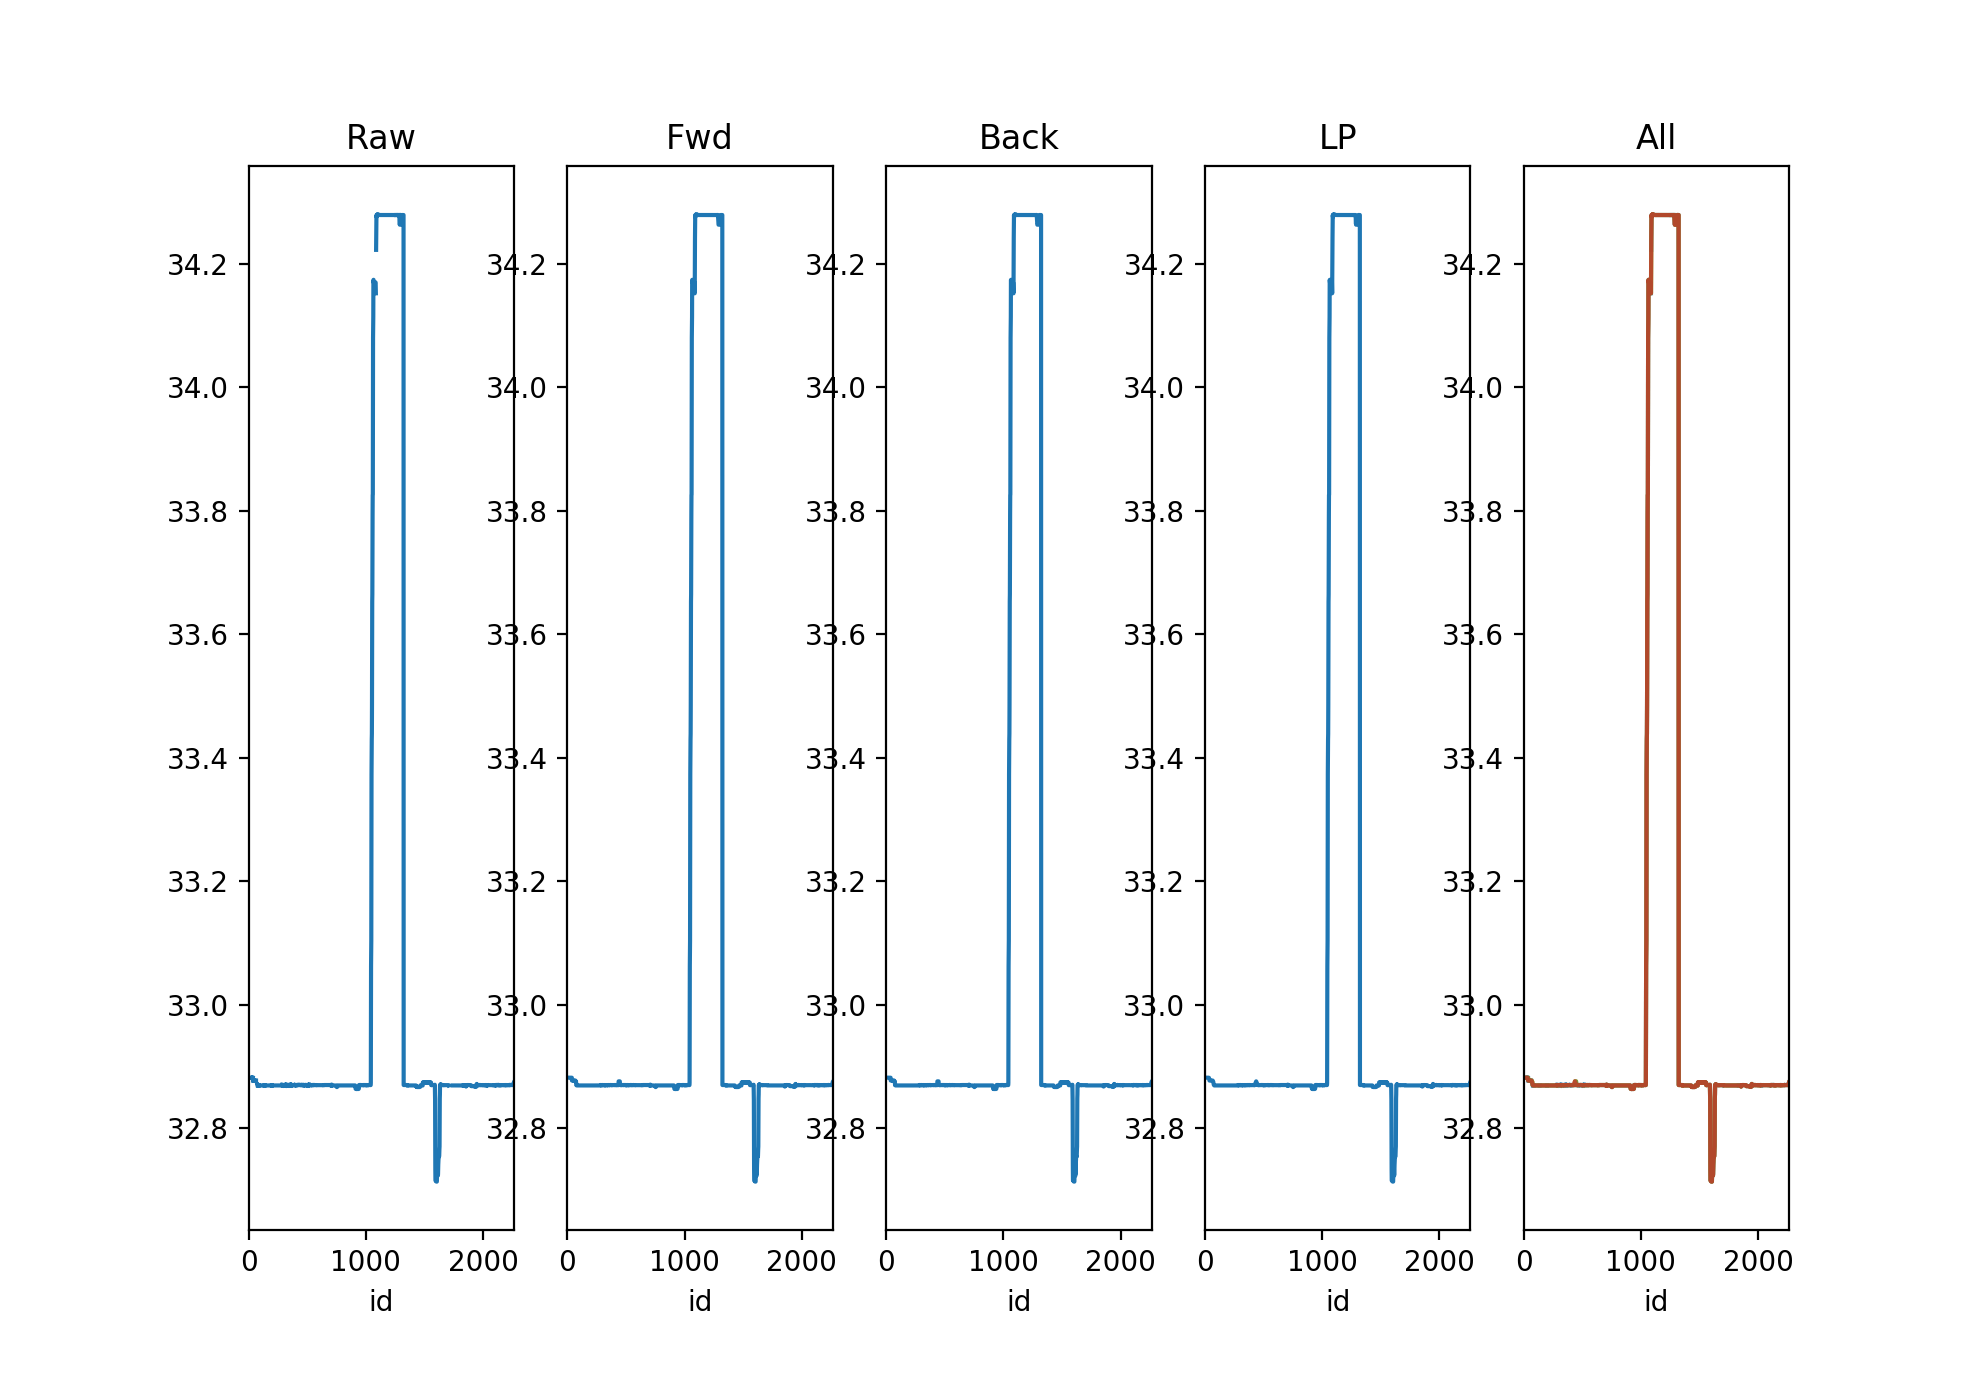 Raw Fwd Back LP All
34.2 34.2 34.2 34.2 34.2
34.0 34.0 34.0 34.0 34.0
33.8 33.8 33.8 33.8 33.8
33.6 33.6 33.6 33.6 33.6
33.4 33.4 33.4 33.4 33.4
33.2 33.2 33.2 33.2 33.2
33.0 33.0 33.0 33.0 33.0
32.8 32.8 32.8 32.8 32.8
0 1000 2000 0 1000 2000 0 1000 2000 0 1000 2000 0 1000 2000
id id id id id